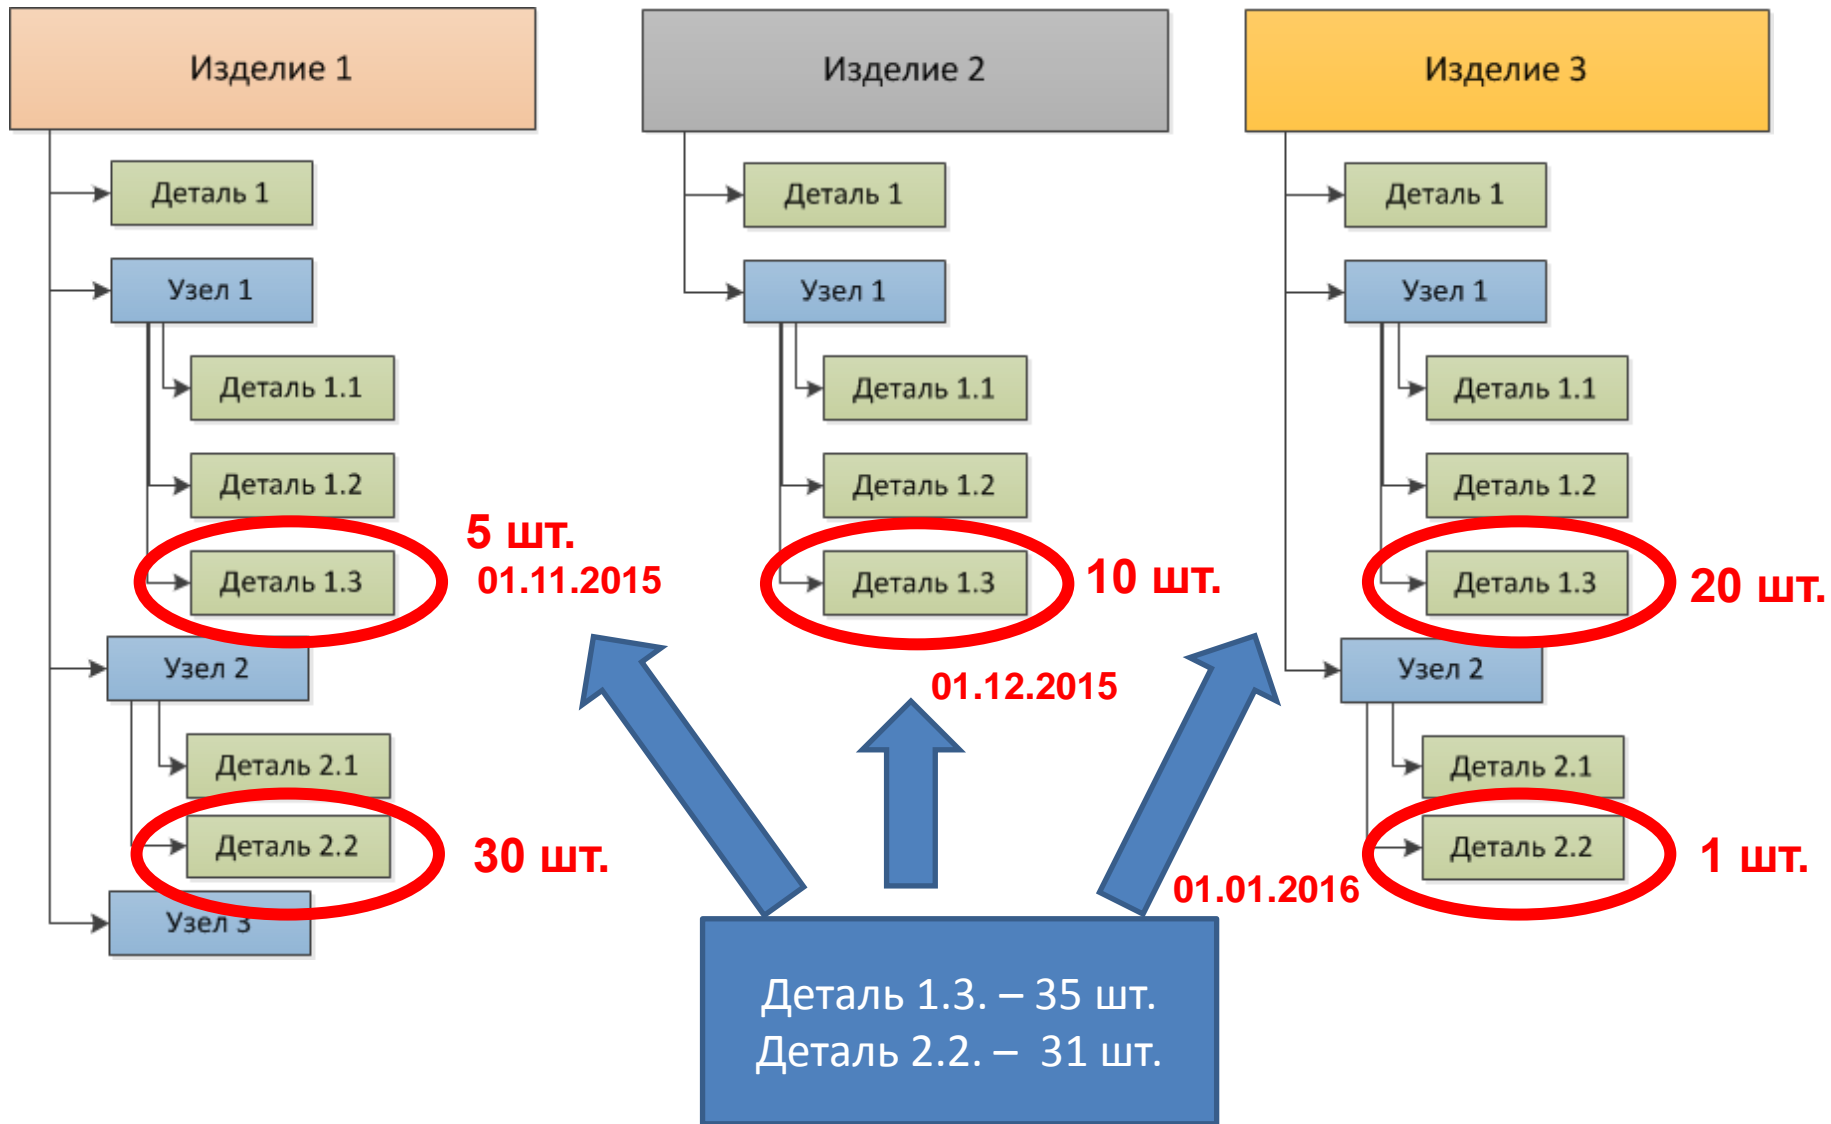 Изделие 1
Деталь 1
Узел 1
Деталь 1.1
Деталь 1.2
Деталь 1.3
5 шт.
01.11.2015
Узел 2
Деталь 2.1
Деталь 2.2
30 шт.
Узел 3
Изделие 2
Деталь 1
Узел 1
Деталь 1.1
Деталь 1.2
Деталь 1.3
10 шт.
01.12.2015
Изделие 3
Деталь 1
Узел 1
Деталь 1.1
Деталь 1.2
Деталь 1.3
20 шт.
Узел 2
Деталь 2.1
Деталь 2.2
1 шт.
01.01.2016
Деталь 1.3. – 35 шт.
Деталь 2.2. – 31 шт.